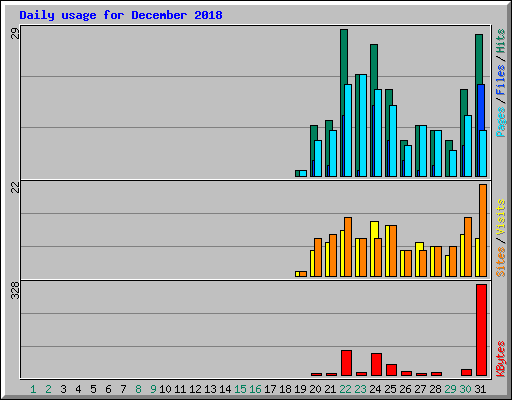 Daily usage for December 2018
29
22
328
Pages / Files / Hits
Sites / Visits
KBytes
1 2 3 4 5 6 7 8 9 10 11 12 13 14 15 16 17 18 19 20 21 22 23 24 25 26 27 28 29 30 31